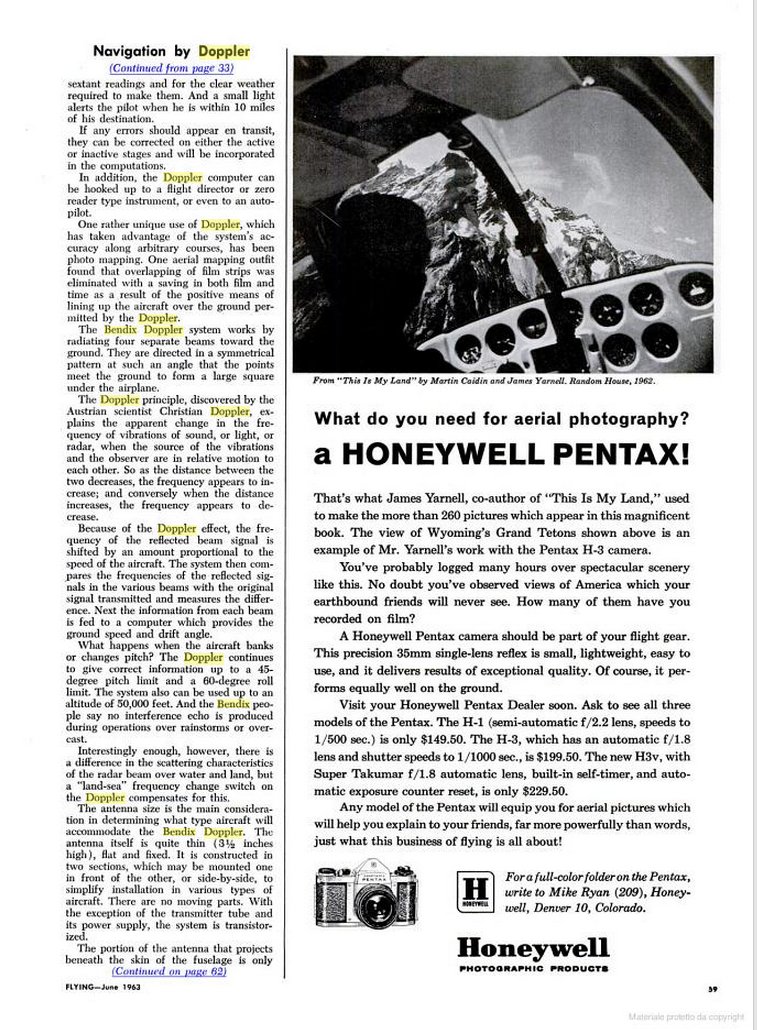 Navigation by Doppler
(Continued from page 33)
sextant readings and for the clear weather
required to make them. And a small light
alerts the pilot when he is within 10 miles
of his destination.
If any errors should appear en transit,
they can be corrected on either the active
or inactive stages and will be incorporated
in the computations.
In addition, the Doppler computer can
be hooked up to a flight director or zero
reader type instrument, or even to an auto-
pilot.
One rather unique use of Doppler, which
has taken advantage of the system's ac-
curacy along arbitrary courses, has been
photo mapping. One aerial mapping outfit
found that overlapping of film strips was
eliminated with a saving in both film and
time as a result of the positive means of
lining up the aircraft over the ground per-
mitted by the Doppler.
The Bendix Doppler system works by
radiating four separate beams toward the
ground. They are directed in a symmetrical
pattern at such an angle that the points
meet the ground to form a large square
under the airplane.
The Doppler principle, discovered by the
Austrian scientist Christian Doppler, ex-
plains the apparent change in the fre-
quency of vibrations of sound, or light, or
radar, when the source of the vibrations
and the observer are in relative motion to
each other. So as the distance between the
two decreases, the frequency appears to in-
crease; and conversely when the distance
increases, the frequency appears to de-
crease.
Because of the Doppler effect, the fre-
quency of the reflected beam signal is
shifted by an amount proportional to the
speed of the aircraft. The system then com-
pares the frequencies of the reflected sig-
nals in the various beams with the original
signal transmitted and measures the differ-
ence. Next the information from each beam
is fed to a computer which provides the
ground speed and drift angle.
What happens when the aircraft banks
or changes pitch? The Doppler continues
to give correct information up to a 45-
degree pitch limit and a 60-degree roll
limit. The system also can be used up to an
altitude of 50,000 feet. And the Bendix peo-
ple say no interference echo is produced
during operations over rainstorms or over-
cast.
Interestingly enough, however, there is
a difference in the scattering characteristics
of the radar beam over water and land, but
a "land-sea" frequency change switch on
the Doppler compensates for this.
The antenna size is the main considera-
tion in determining what type aircraft will
accommodate the Bendix Doppler. The
antenna itself is quite thin (3½ inches
high), flat and fixed. It is constructed in
two sections, which may be mounted one
in front of the other, or side-by-side, to
simplify installation in various types of
aircraft. There are no moving parts. With
the exception of the transmitter tube and
its power supply, the system is transistor-
ized.
The portion of the antenna that projects
beneath the skin of the fuselage is only
(Continued on page 62)
From "This Is My Land" by Martin Caidin and James Yarnell. Random House, 1962.
What do you need for aerial photography?
a HONEYWELL PENTAX!
That's what James Yarnell, co-author of "This Is My Land," used
to make the more than 260 pictures which appear in this magnificent
book. The view of Wyoming's Grand Tetons shown above is an
example of Mr. Yarnell's work with the Pentax H-3 camera.
You've probably logged many hours over spectacular scenery
like this. No doubt you've observed views of America which your
earthbound friends will never see. How many of them have you
recorded on film?
A Honeywell Pentax camera should be part of your flight gear.
This precision 35mm single-lens reflex is small, lightweight, easy to
use, and it delivers results of exceptional quality. Of course, it per-
forms equally well on the ground.
Visit your Honeywell Pentax Dealer soon. Ask to see all three
models of the Pentax. The H-1 (semi-automatic f/2.2 lens, speeds to
1/500 sec.) is only $149.50. The H-3, which has an automatic f/1.8
lens and shutter speeds to 1/1000 sec., is $199.50. The new H3v, with
Super Takumar f/1.8 automatic lens, built-in self-timer, and auto-
matic exposure counter reset, is only $229.50.
Any model of the Pentax will equip you for aerial pictures which
will help you explain to your friends, far more powerfully than words,
just what this business of flying is all about!
PENTAX
H
HONEYWELL
For a full-color folder on the Pentax,
write to Mike Ryan (209), Honey-
well, Denver 10, Colorado.
Honeywell
PHOTOGRAPHIC PRODUCTS
FLYING—June 1963
59
Materiale protetto da copyright